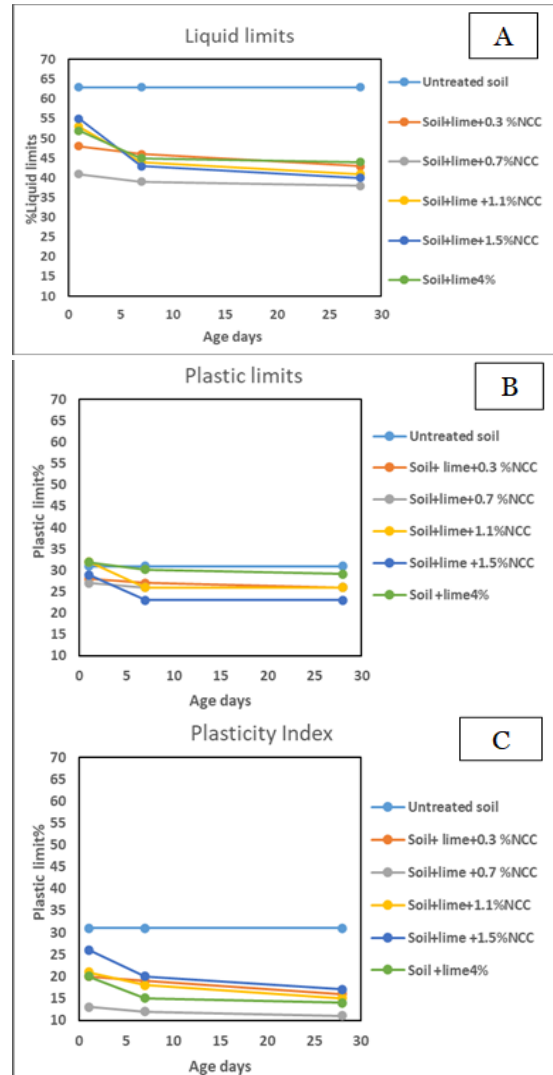 Liquid limits
A
70
65
60
55
50
45
40
35
30
25
20
15
10
%Liquid limits
0 5 10 15 20 25 30
Age days
Untreated soil
Soil+lime+0.3 %NCC
Soil+lime+0.7%NCC
Soil+lime +1.1%NCC
Soil+lime+1.5%NCC
Soil+lime4%
Plastic limits
B
70
65
60
55
50
45
40
35
30
25
20
15
10
Plastic limit%
0 5 10 15 20 25 30
Age days
Untreated soil
Soil+ lime+0.3 %NCC
Soil+lime+0.7 %NCC
Soil+lime+1.1%NCC
Soil+lime +1.5%NCC
Soil +lime4%
Plasticity Index
C
70
65
60
55
50
45
40
35
30
25
20
15
10
Plastic limit%
0 5 10 15 20 25 30
Age days
Untreated soil
Soil+ lime+0.3 %NCC
Soil+lime +0.7%NCC
Soil+lime+1.1%NCC
Soil+lime +1.5%NCC
Soil +lime4%